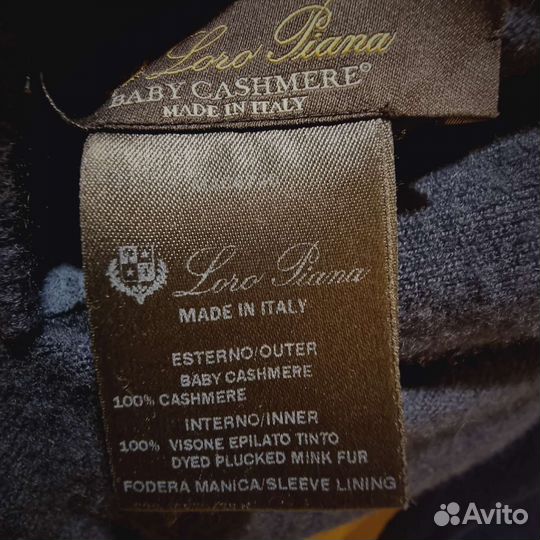 Loro Piana
BABY CASHMERE®
MADE IN ITALY
Loro Piana
MADE IN ITALY
ESTERNO/OUTER
BABY CASHMERE
100% CASHMERE
INTERNO/INNER
100% VISONE EPILATO TINTO
DYED PLUCKED MINK FUR
FODERA MANICA/SLEEVE LINING
Avito